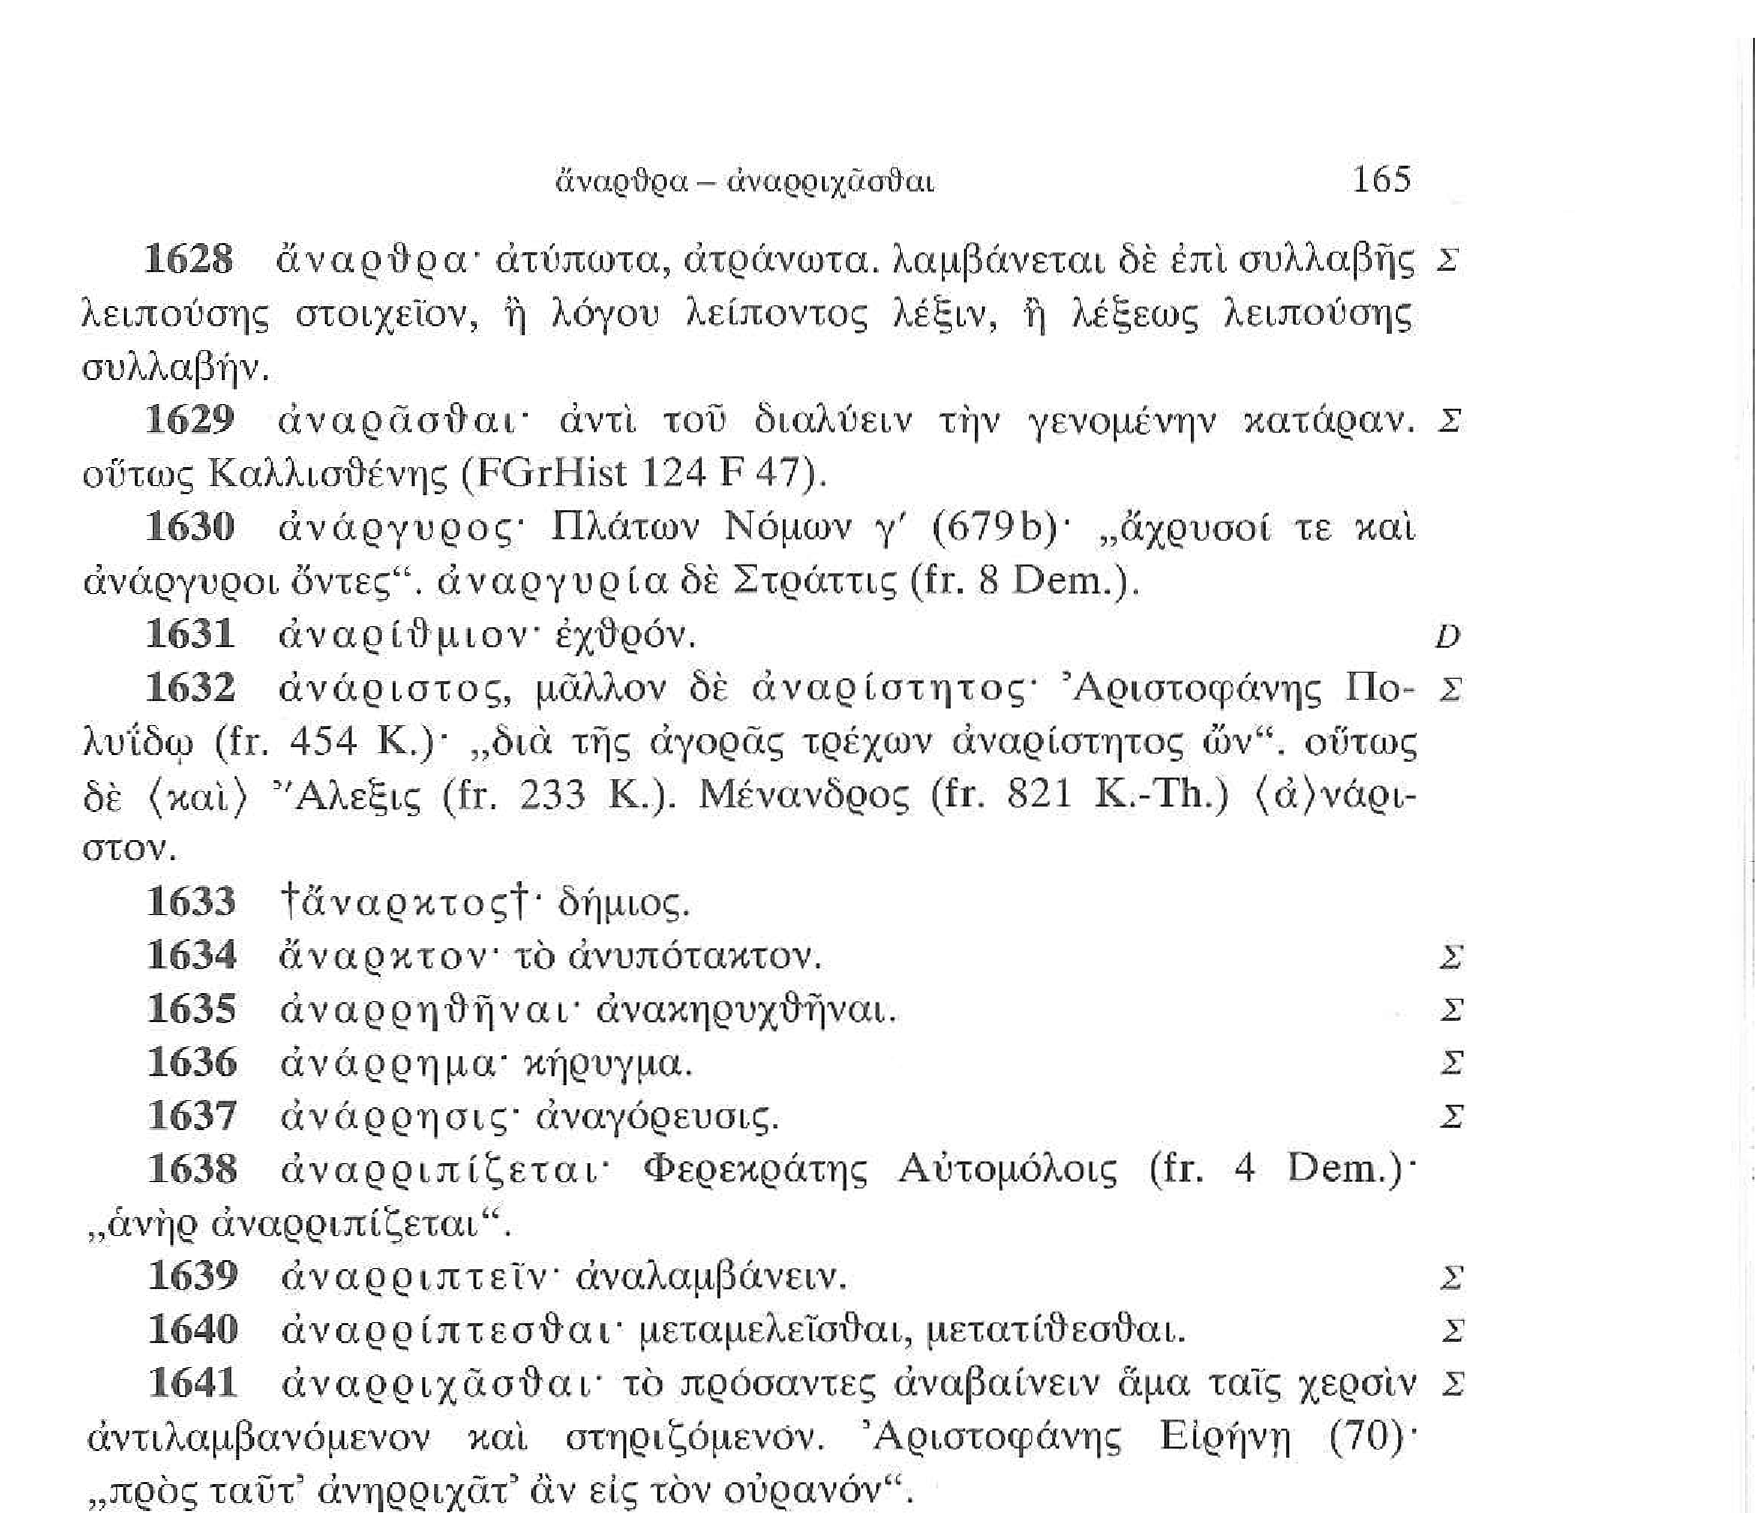 ἄναρθρα – ἀναρριχᾶσθαι 165
1628 ἄναρθρα· ἀτύπωτα, ἀτράνωτα. λαμβάνεται δὲ ἐπὶ συλλαβῆς Σ
λειπούσης στοιχεῖον, ἢ λόγου λείποντος λέξιν, ἢ λέξεως λειπούσης
συλλαβήν.
1629 ἀναρᾶσθαι· ἀντὶ τοῦ διαλύειν τὴν γενομένην κατάραν. Σ
οὕτως Καλλισθένης (FGrHist 124 F 47).
1630 ἀνάργυρος· Πλάτων Νόμων γ′ (679b)· „ἄχρυσοί τε καὶ
ἀνάργυροι ὄντες“. ἀναργυρία δὲ Στράττις (fr. 8 Dem.).
1631 ἀναρίθμιον· ἐχθρόν. D
1632 ἀνάριστος, μᾶλλον δὲ ἀναρίστητος· Ἀριστοφάνης Πο- Σ
λυΐδῳ (fr. 454 K.)· „διὰ τῆς ἀγορᾶς τρέχων ἀναρίστητος ὤν“. οὕτως
δὲ ⟨καὶ⟩ Ἄλεξις (fr. 233 K.). Μένανδρος (fr. 821 K.-Th.) ⟨ἀ⟩νάρι-
στον.
1633 †ἄναρκτος†· δήμιος.
1634 ἄναρκτον· τὸ ἀνυπότακτον. Σ
1635 ἀναρρηθῆναι· ἀνακηρυχθῆναι. Σ
1636 ἀνάρρημα· κήρυγμα. Σ
1637 ἀνάρρησις· ἀναγόρευσις. Σ
1638 ἀναρριπίζεται· Φερεκράτης Αὐτομόλοις (fr. 4 Dem.)·
„ἁνὴρ ἀναρριπίζεται“.
1639 ἀναρριπτεῖν· ἀναλαμβάνειν. Σ
1640 ἀναρρίπτεσθαι· μεταμελεῖσθαι, μετατίθεσθαι. Σ
1641 ἀναρριχᾶσθαι· τὸ πρόσαντες ἀναβαίνειν ἅμα ταῖς χερσὶν Σ
ἀντιλαμβανόμενον καὶ στηριζόμενον. Ἀριστοφάνης Εἰρήνῃ (70)·
„πρὸς ταῦτ’ ἀνηρριχᾶτ’ ἂν εἰς τὸν οὐρανόν“.